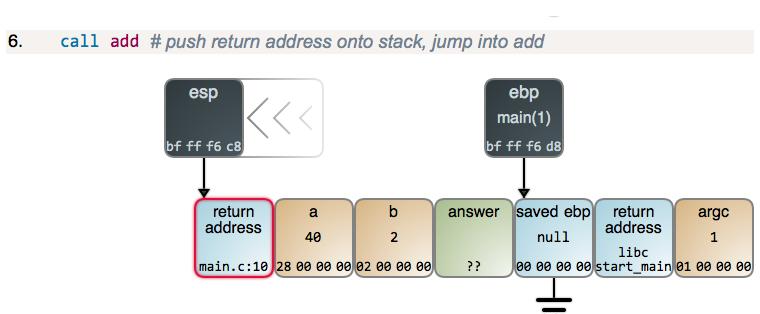 6. call add # push return address onto stack, jump into add
esp
bf ff f6 c8
ebp
main(1)
bf ff f6 d8
return
address
main.c:10
a
40
28 00 00 00
b
2
02 00 00 00
answer
??
saved ebp
null
00 00 00 00
return
address
libc
start_main
argc
1
01 00 00 00